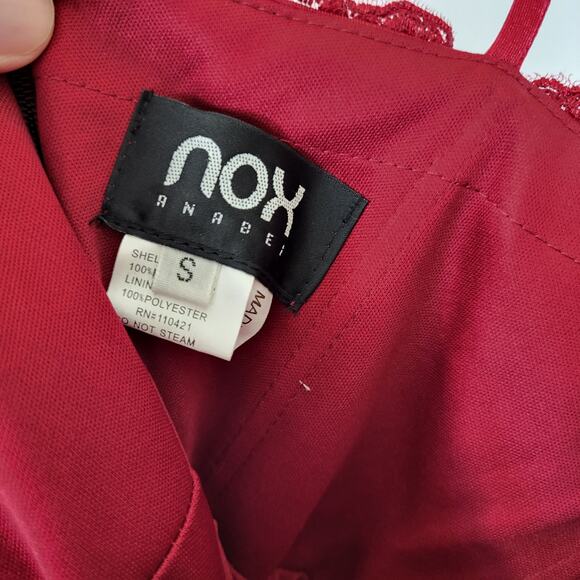 nox
ANABEL
S
SHEL
100%
LININ
100%POLYESTER
RN=110421
O NOT STEAM
MAD